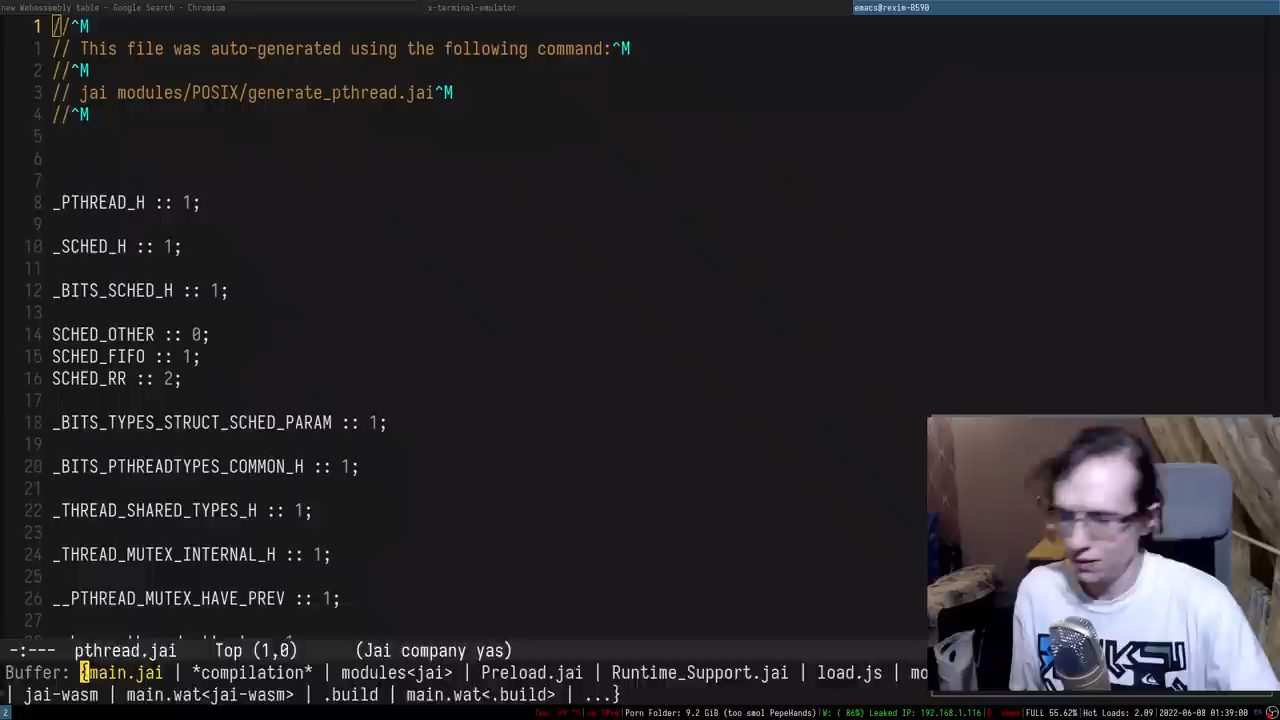 new Webassembly table - Google Search - Chromium
x-terminal-emulator
emacs@rexim-B590
1 //^M
1 // This file was auto-generated using the following command:^M
2 //^M
3 // jai modules/POSIX/generate_pthread.jai^M
4 //^M
5
6
7
8 _PTHREAD_H :: 1;
9
10 _SCHED_H :: 1;
11
12 _BITS_SCHED_H :: 1;
13
14 SCHED_OTHER :: 0;
15 SCHED_FIFO :: 1;
16 SCHED_RR :: 2;
17
18 _BITS_TYPES_STRUCT_SCHED_PARAM :: 1;
19
20 _BITS_PTHREADTYPES_COMMON_H :: 1;
21
22 _THREAD_SHARED_TYPES_H :: 1;
23
24 _THREAD_MUTEX_INTERNAL_H :: 1;
25
26 __PTHREAD_MUTEX_HAVE_PREV :: 1;
27
-:--- pthread.jai Top (1,0) (Jai company yas)
Buffer: {main.jai | *compilation* | modules<jai> | Preload.jai | Runtime_Support.jai | load.js | mo
| jai-wasm | main.wat<jai-wasm> | .build | main.wat<.build> | ...}
2
Porn Folder: 9.2 GiB (too smol PepeHands) | W: ( 86%) Leaked IP: 192.168.1.116 | FULL 55.62% | Hot Loads: 2.09 | 2022-06-08 01:39:00